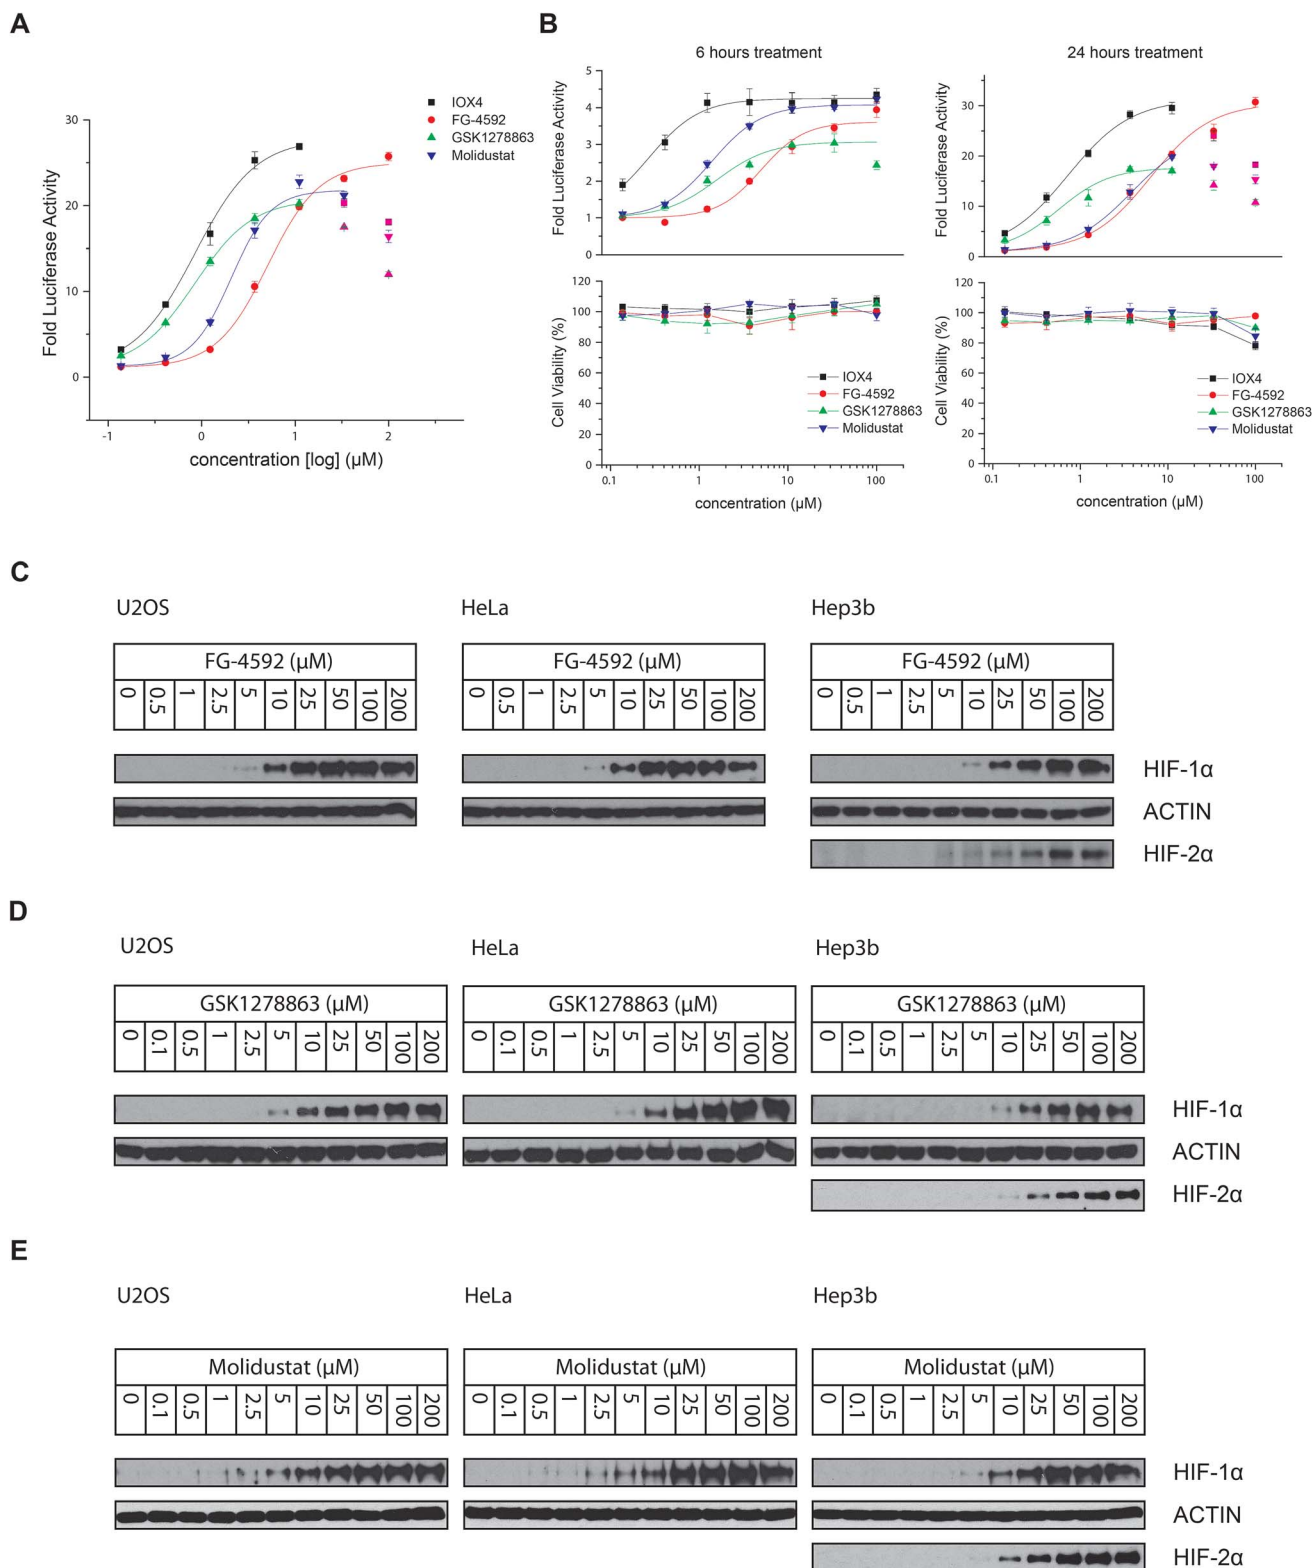 A
IOX4
FG-4592
GSK1278863
Molidustat
Fold Luciferase Activity
30
20
10
0
-1 0 1 2
concentration [log] (μM)
B
6 hours treatment
Fold Luciferase Activity
5
4
3
2
1
0
Cell Viability (%)
120
100
80
60
40
20
0
IOX4
FG-4592
GSK1278863
Molidustat
0.1 1 10 100
concentration (μM)
24 hours treatment
Fold Luciferase Activity
30
20
10
0
Cell Viability (%)
120
100
80
60
40
20
0
IOX4
FG-4592
GSK1278863
Molidustat
0.1 1 10 100
concentration (μM)
C
U2OS HeLa Hep3b
FG-4592 (μM) FG-4592 (μM) FG-4592 (μM)
0 0.5 1 2.5 5 10 25 50 100 200 0 0.5 1 2.5 5 10 25 50 100 200 0 0.5 1 2.5 5 10 25 50 100 200
HIF-1α
ACTIN
HIF-2α
D
U2OS HeLa Hep3b
GSK1278863 (μM) GSK1278863 (μM) GSK1278863 (μM)
0 0.1 0.5 1 2.5 5 10 25 50 100 200 0 0.1 0.5 1 2.5 5 10 25 50 100 200 0 0.1 0.5 1 2.5 5 10 25 50 100 200
HIF-1α
ACTIN
HIF-2α
E
U2OS HeLa Hep3b
Molidustat (μM) Molidustat (μM) Molidustat (μM)
0 0.1 0.5 1 2.5 5 10 25 50 100 200 0 0.1 0.5 1 2.5 5 10 25 50 100 200 0 0.1 0.5 1 2.5 5 10 25 50 100 200
HIF-1α
ACTIN
HIF-2α